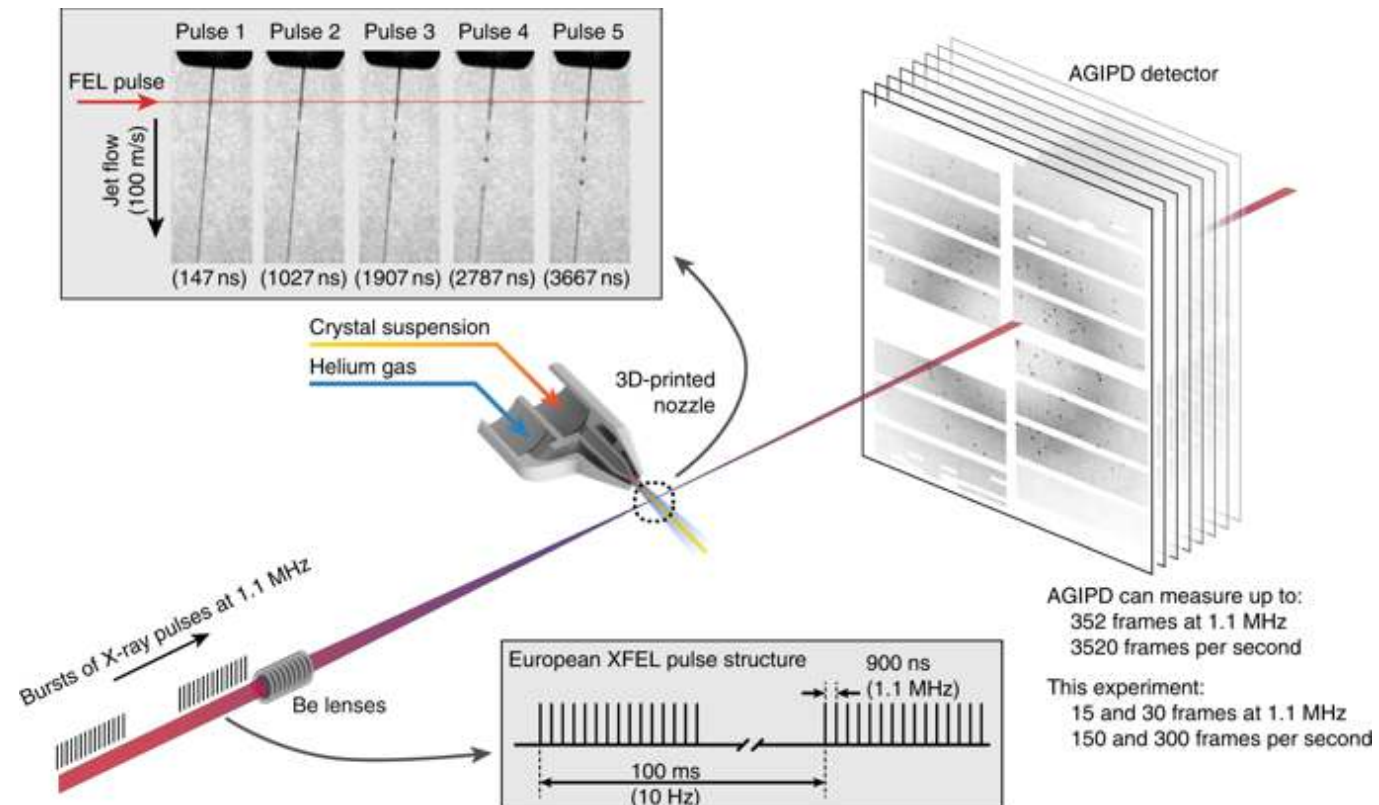 Pulse 1 Pulse 2 Pulse 3 Pulse 4 Pulse 5
FEL pulse
Jet flow
(100 m/s)
(147 ns) (1027 ns) (1907 ns) (2787 ns) (3667 ns)
AGIPD detector
Crystal suspension
Helium gas
3D-printed
nozzle
Bursts of X-ray pulses at 1.1 MHz
Be lenses
European XFEL pulse structure
900 ns
(1.1 MHz)
100 ms
(10 Hz)
AGIPD can measure up to:
352 frames at 1.1 MHz
3520 frames per second
This experiment:
15 and 30 frames at 1.1 MHz
150 and 300 frames per second